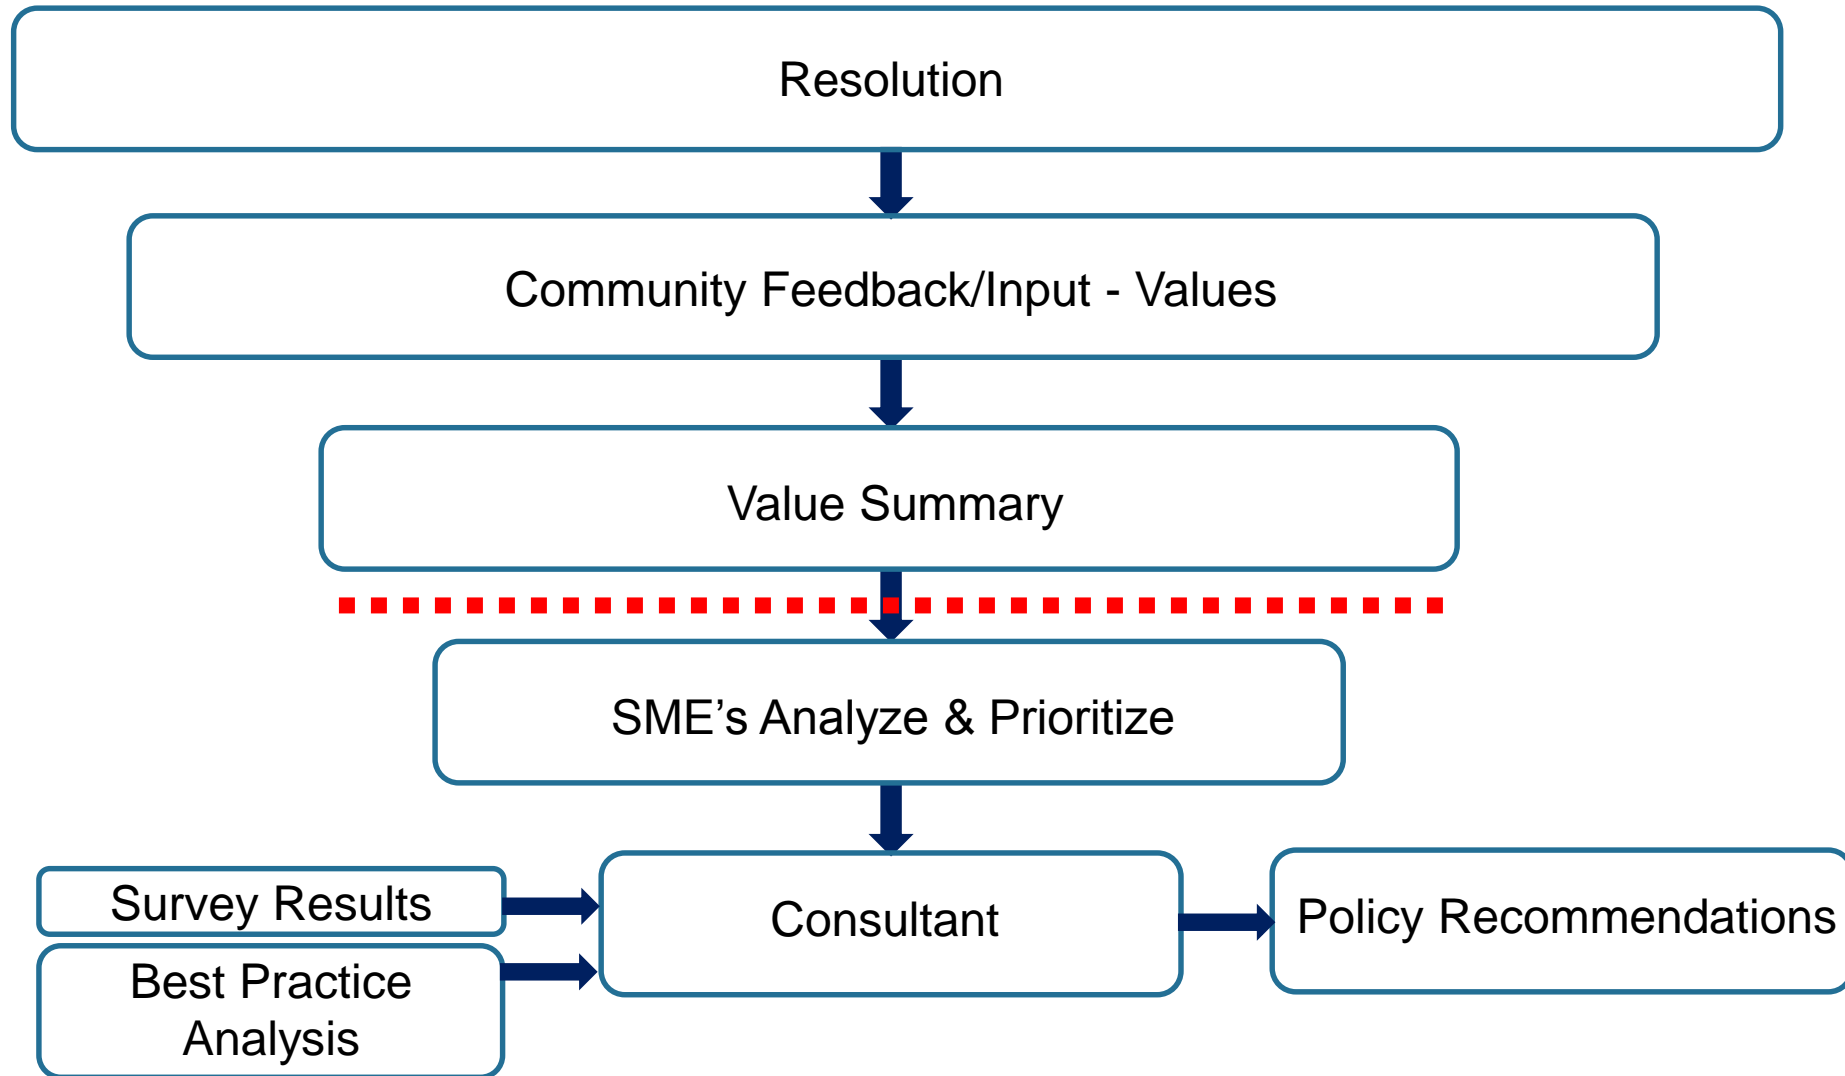 Resolution
Community Feedback/Input - Values
Value Summary
SME’s Analyze & Prioritize
Survey Results
Best Practice
Analysis
Consultant
Policy Recommendations